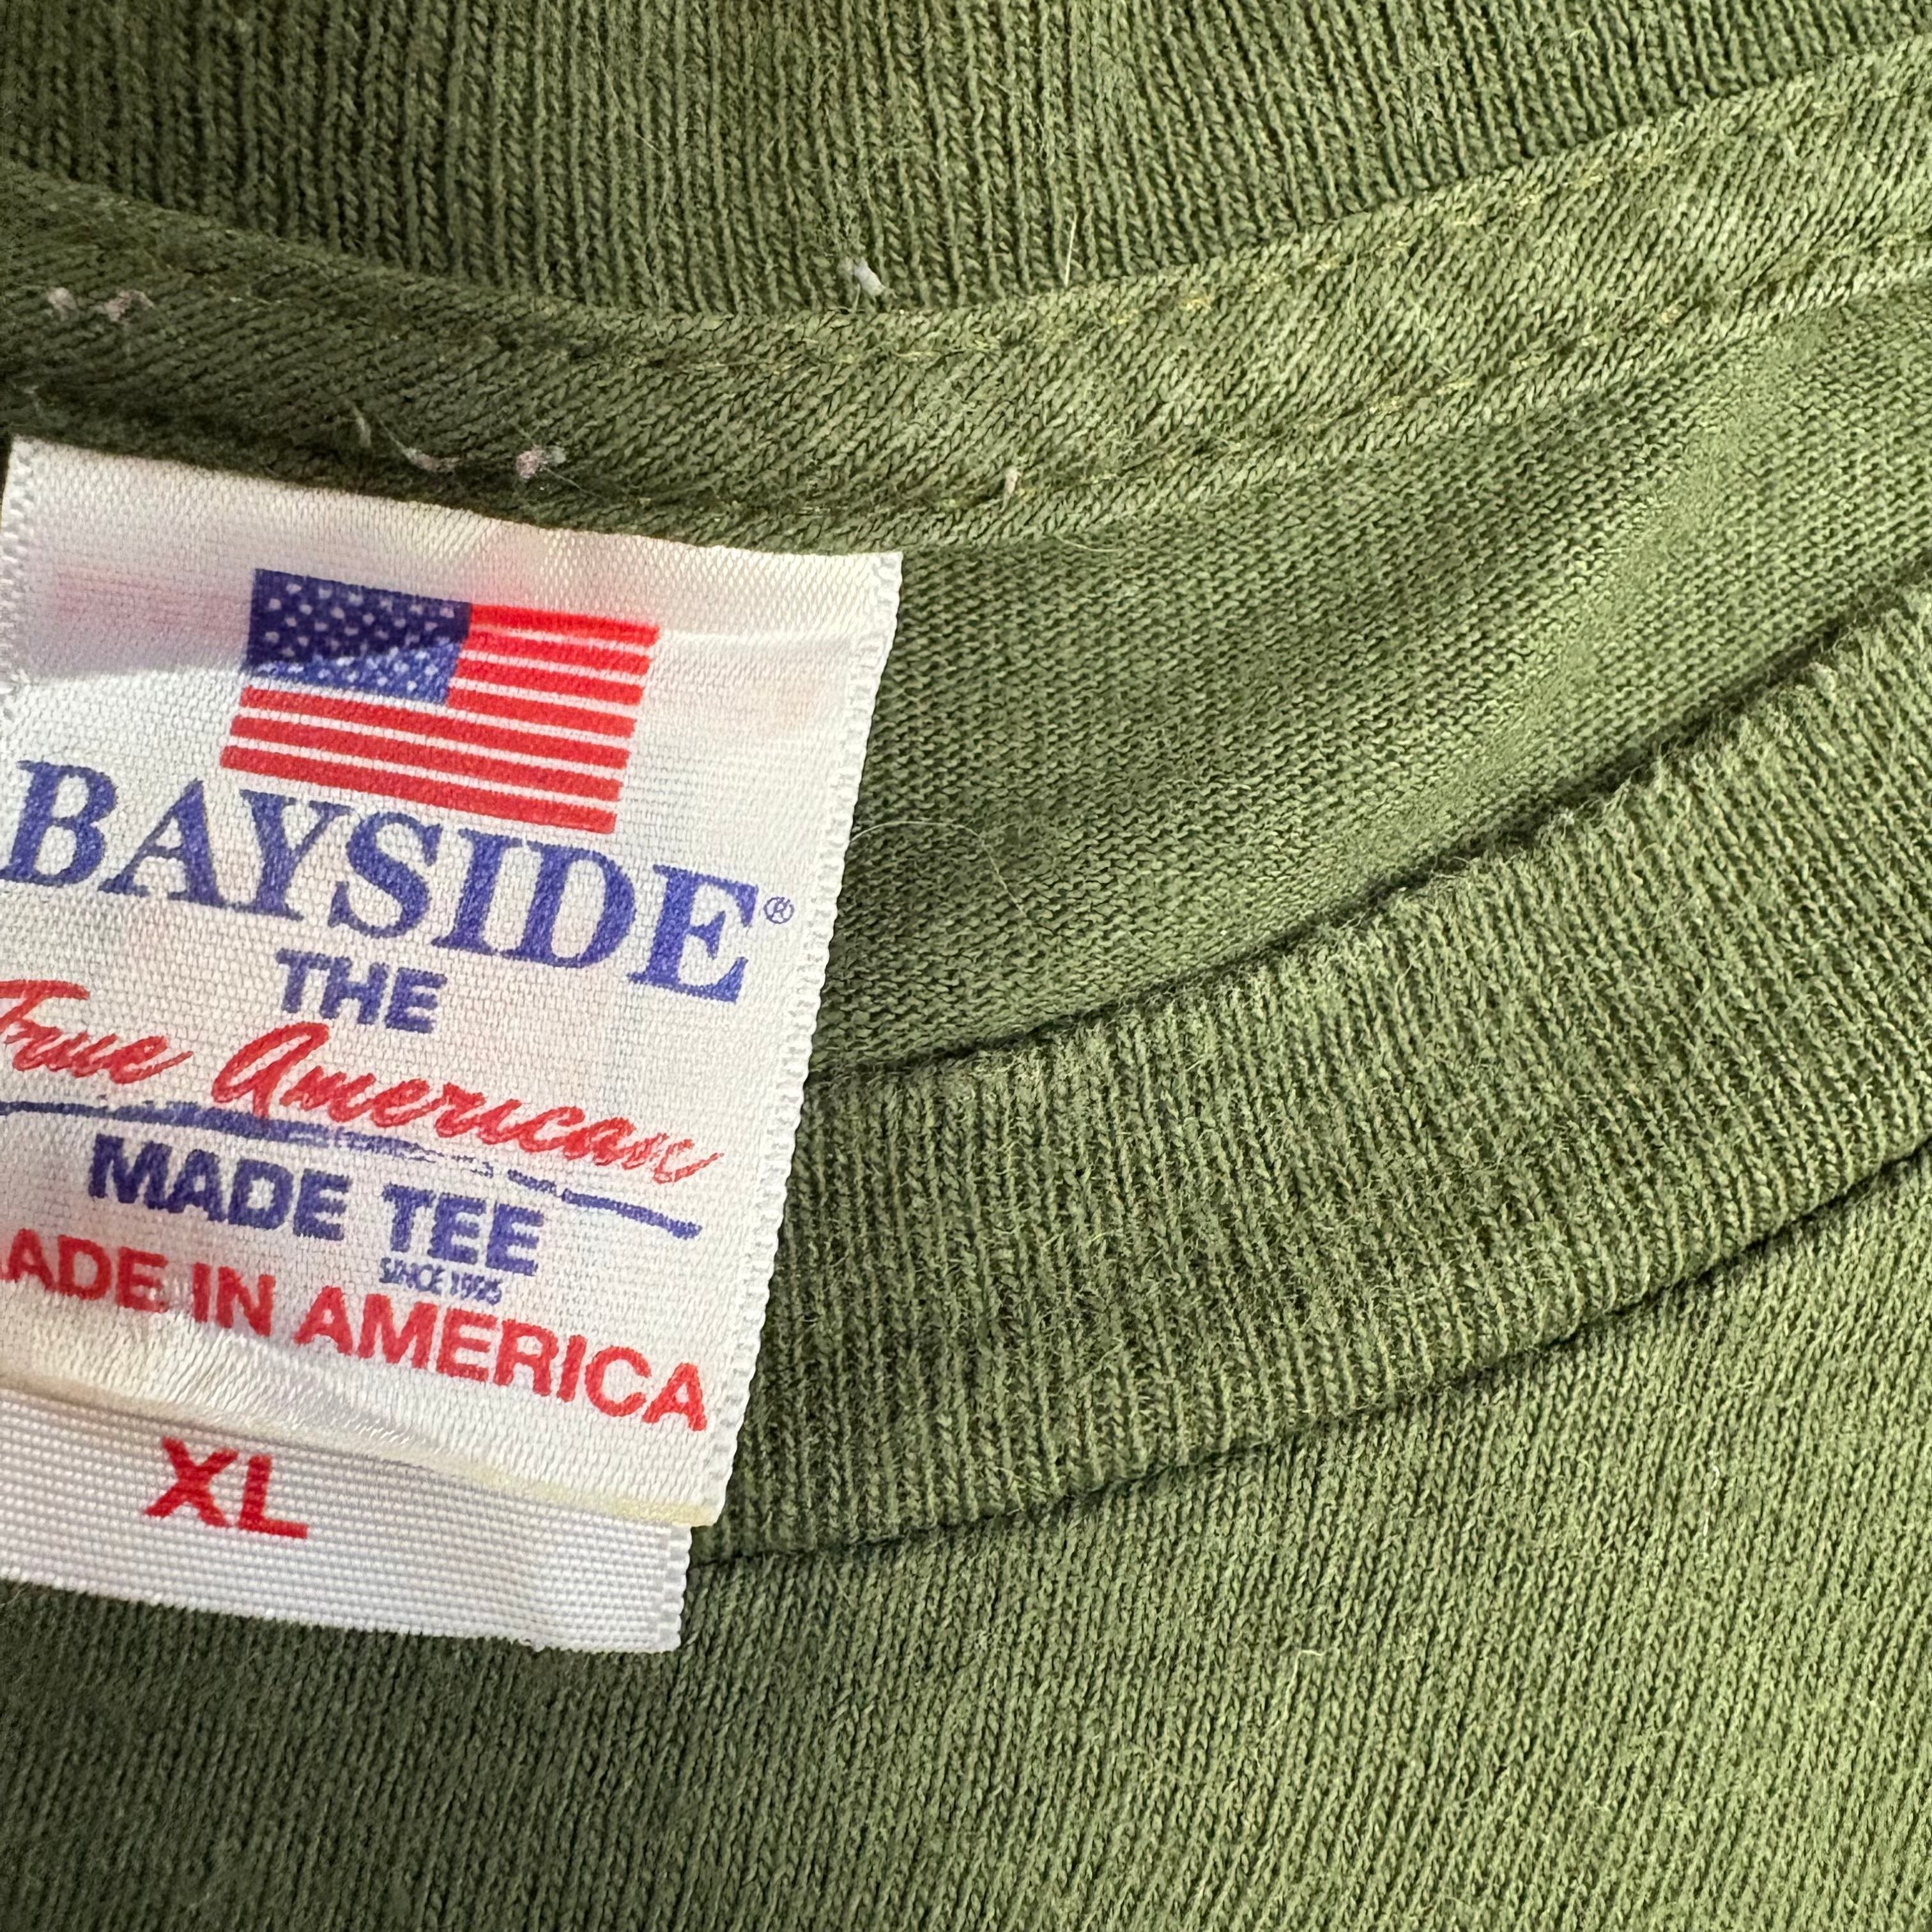 BAYSIDE®
THE
True American
MADE TEE
SINCE 1995
ADE IN AMERICA
XL